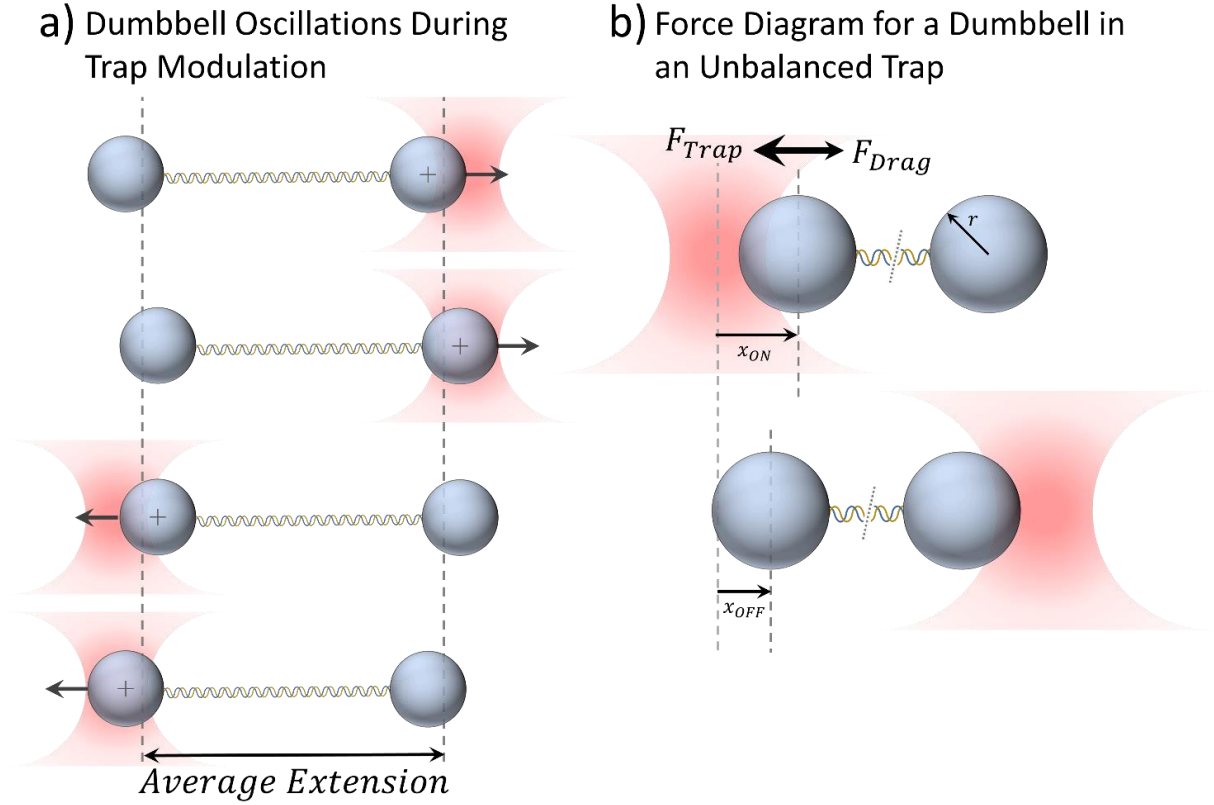 a) Dumbbell Oscillations During
Trap Modulation
+
+
+
+
Average Extension
b) Force Diagram for a Dumbbell in
an Unbalanced Trap
F_Trap F_Drag
r
x_ON
x_OFF